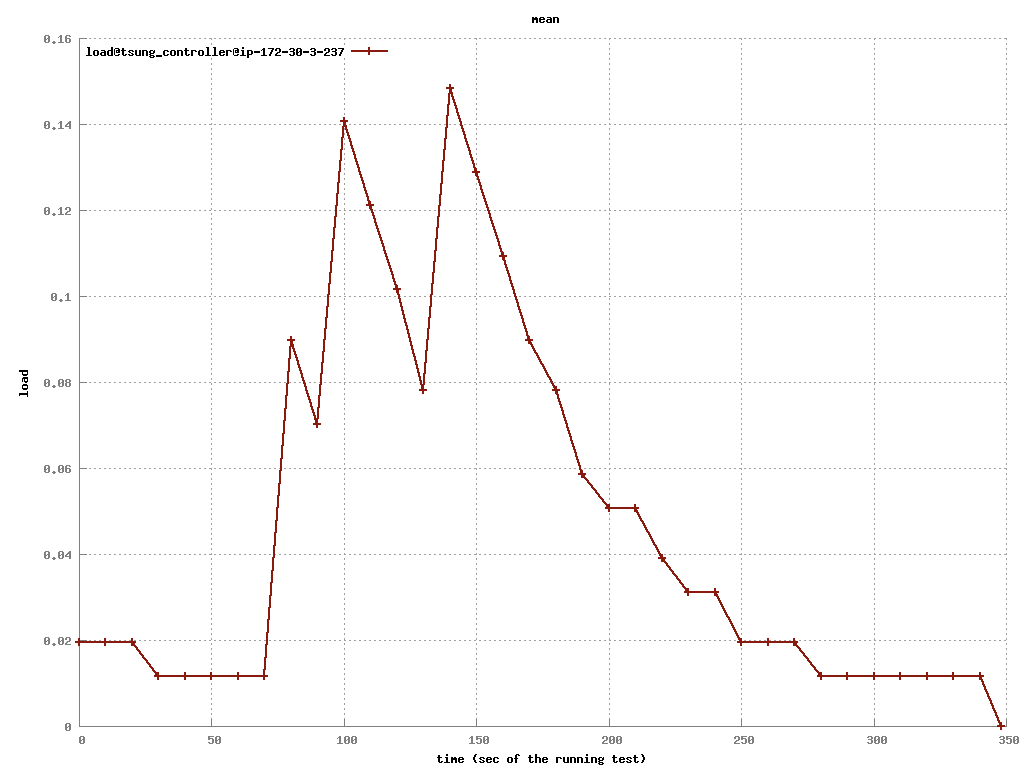 mean
0.16
load@tsung_controller@ip-172-30-3-237
0.14
0.12
0.1
load
0.08
0.06
0.04
0.02
0
0 50 100 150 200 250 300 350
time (sec of the running test)